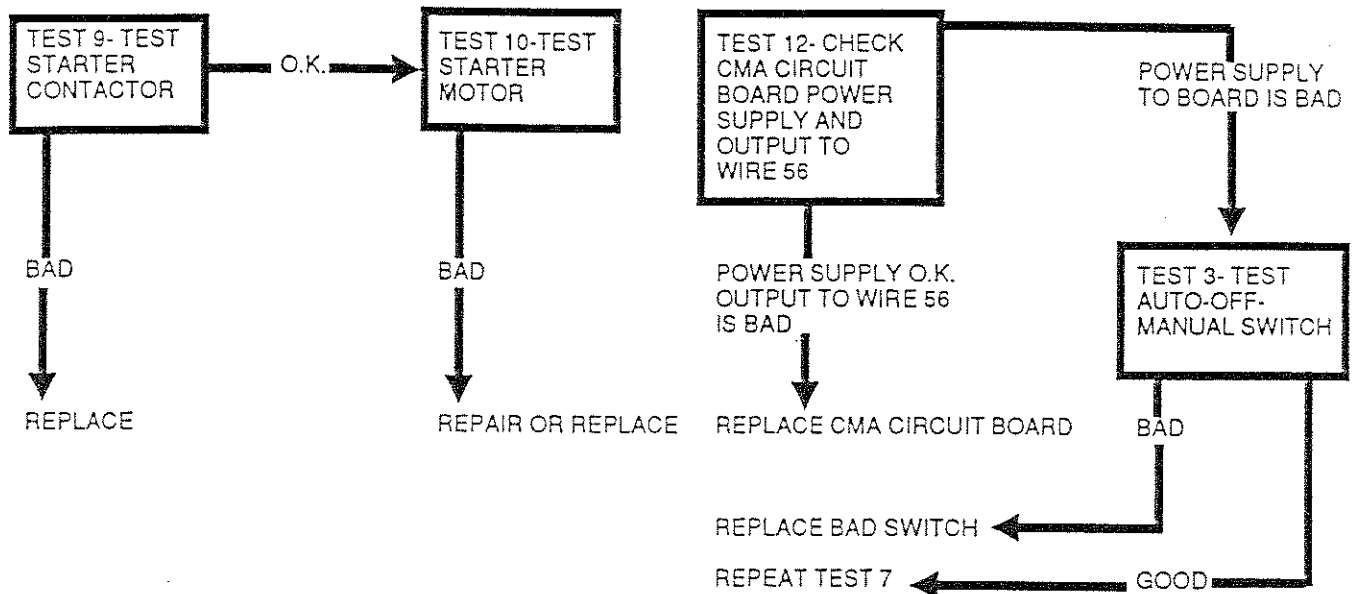 TEST 9- TEST
STARTER
CONTACTOR
O.K.
TEST 10-TEST
STARTER
MOTOR
BAD
REPLACE
BAD
REPAIR OR REPLACE
TEST 12- CHECK
CMA CIRCUIT
BOARD POWER
SUPPLY AND
OUTPUT TO
WIRE 56
POWER SUPPLY
TO BOARD IS BAD
POWER SUPPLY O.K.
OUTPUT TO WIRE 56
IS BAD
REPLACE CMA CIRCUIT BOARD
TEST 3- TEST
AUTO-OFF-
MANUAL SWITCH
BAD
REPLACE BAD SWITCH
GOOD
REPEAT TEST 7